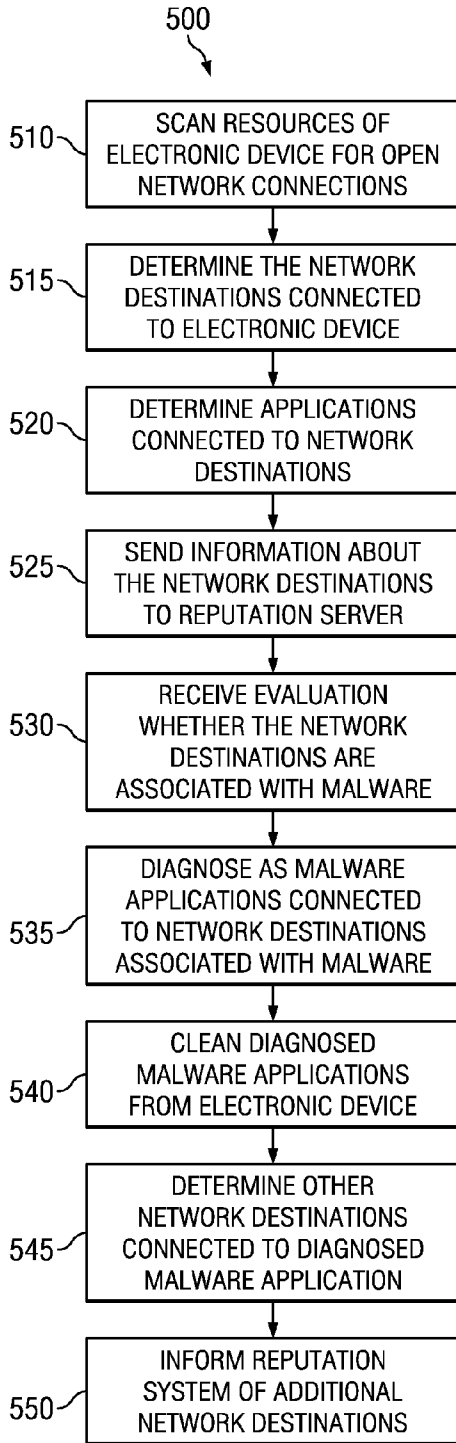 500
510
SCAN RESOURCES OF
ELECTRONIC DEVICE FOR OPEN
NETWORK CONNECTIONS
515
DETERMINE THE NETWORK
DESTINATIONS CONNECTED
TO ELECTRONIC DEVICE
520
DETERMINE APPLICATIONS
CONNECTED TO NETWORK
DESTINATIONS
525
SEND INFORMATION ABOUT
THE NETWORK DESTINATIONS
TO REPUTATION SERVER
530
RECEIVE EVALUATION
WHETHER THE NETWORK
DESTINATIONS ARE
ASSOCIATED WITH MALWARE
535
DIAGNOSE AS MALWARE
APPLICATIONS CONNECTED
TO NETWORK DESTINATIONS
ASSOCIATED WITH MALWARE
540
CLEAN DIAGNOSED
MALWARE APPLICATIONS
FROM ELECTRONIC DEVICE
545
DETERMINE OTHER
NETWORK DESTINATIONS
CONNECTED TO DIAGNOSED
MALWARE APPLICATION
550
INFORM REPUTATION
SYSTEM OF ADDITIONAL
NETWORK DESTINATIONS